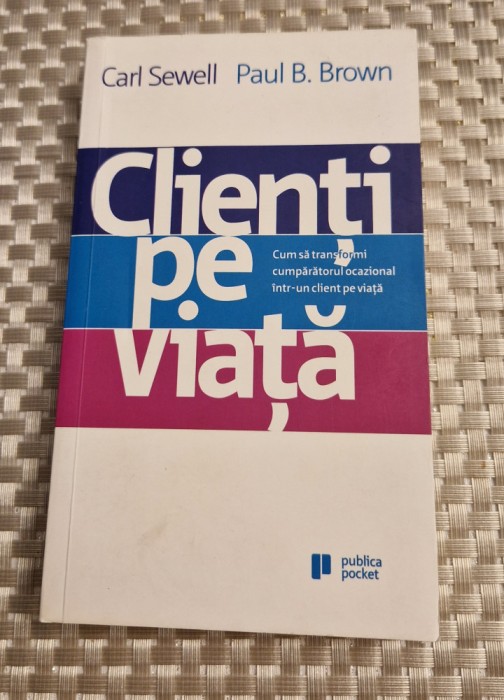 Carl Sewell Paul B. Brown
Clienți
pe
Cum să transformi
cumpărătorul ocazional
într-un client pe viață
viață
publica
pocket